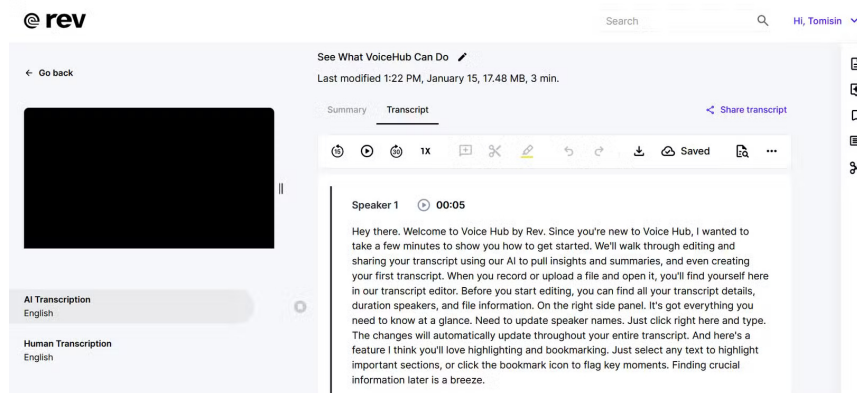 rev
Search
Hi, Tomisin
← Go back
See What VoiceHub Can Do
Last modified 1:22 PM, January 15, 17.48 MB, 3 min.
Summary Transcript
Share transcript
15 30 1X Saved
Speaker 1 00:05
Hey there. Welcome to Voice Hub by Rev. Since you're new to Voice Hub, I wanted to
take a few minutes to show you how to get started. We'll walk through editing and
sharing your transcript using our AI to pull insights and summaries, and even creating
your first transcript. When you record or upload a file and open it, you'll find yourself here
in our transcript editor. Before you start editing, you can find all your transcript details,
duration speakers, and file information. On the right side panel. It's got everything you
need to know at a glance. Need to update speaker names. Just click right here and type.
The changes will automatically update throughout your entire transcript. And here's a
feature I think you'll love highlighting and bookmarking. Just select any text to highlight
important sections, or click the bookmark icon to flag key moments. Finding crucial
information later is a breeze.
AI Transcription
English
Human Transcription
English